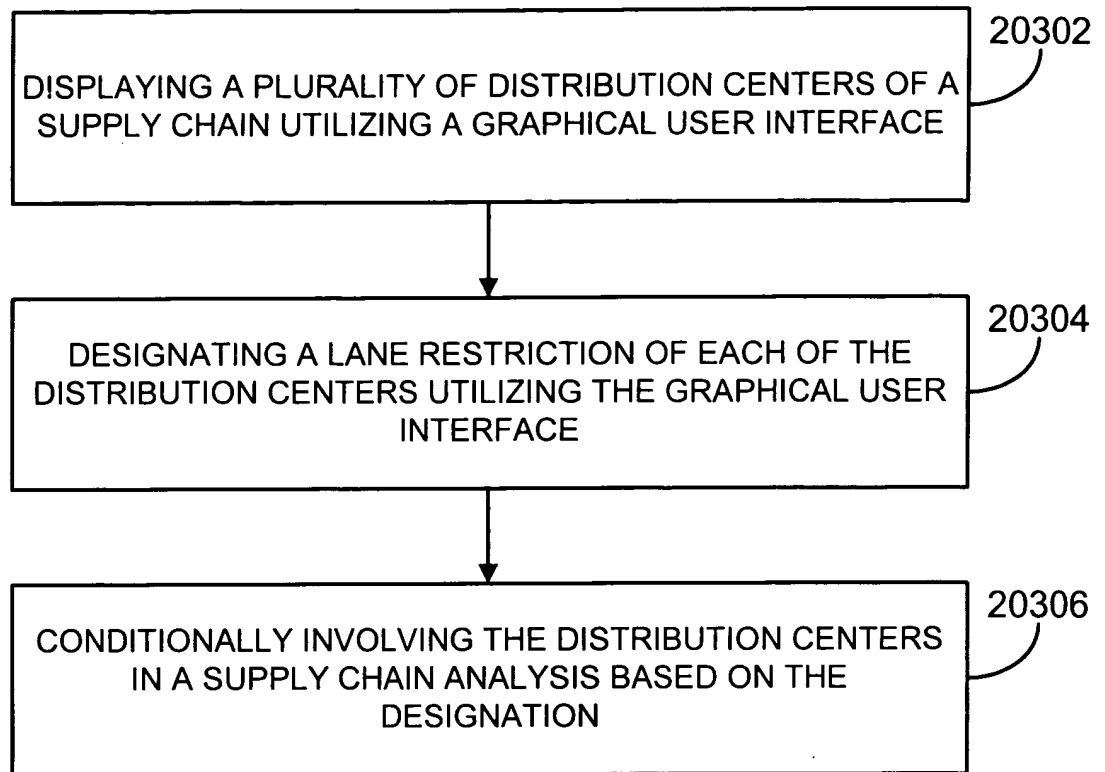 20302
DISPLAYING A PLURALITY OF DISTRIBUTION CENTERS OF A
SUPPLY CHAIN UTILIZING A GRAPHICAL USER INTERFACE
20304
DESIGNATING A LANE RESTRICTION OF EACH OF THE
DISTRIBUTION CENTERS UTILIZING THE GRAPHICAL USER
INTERFACE
20306
CONDITIONALLY INVOLVING THE DISTRIBUTION CENTERS
IN A SUPPLY CHAIN ANALYSIS BASED ON THE
DESIGNATION